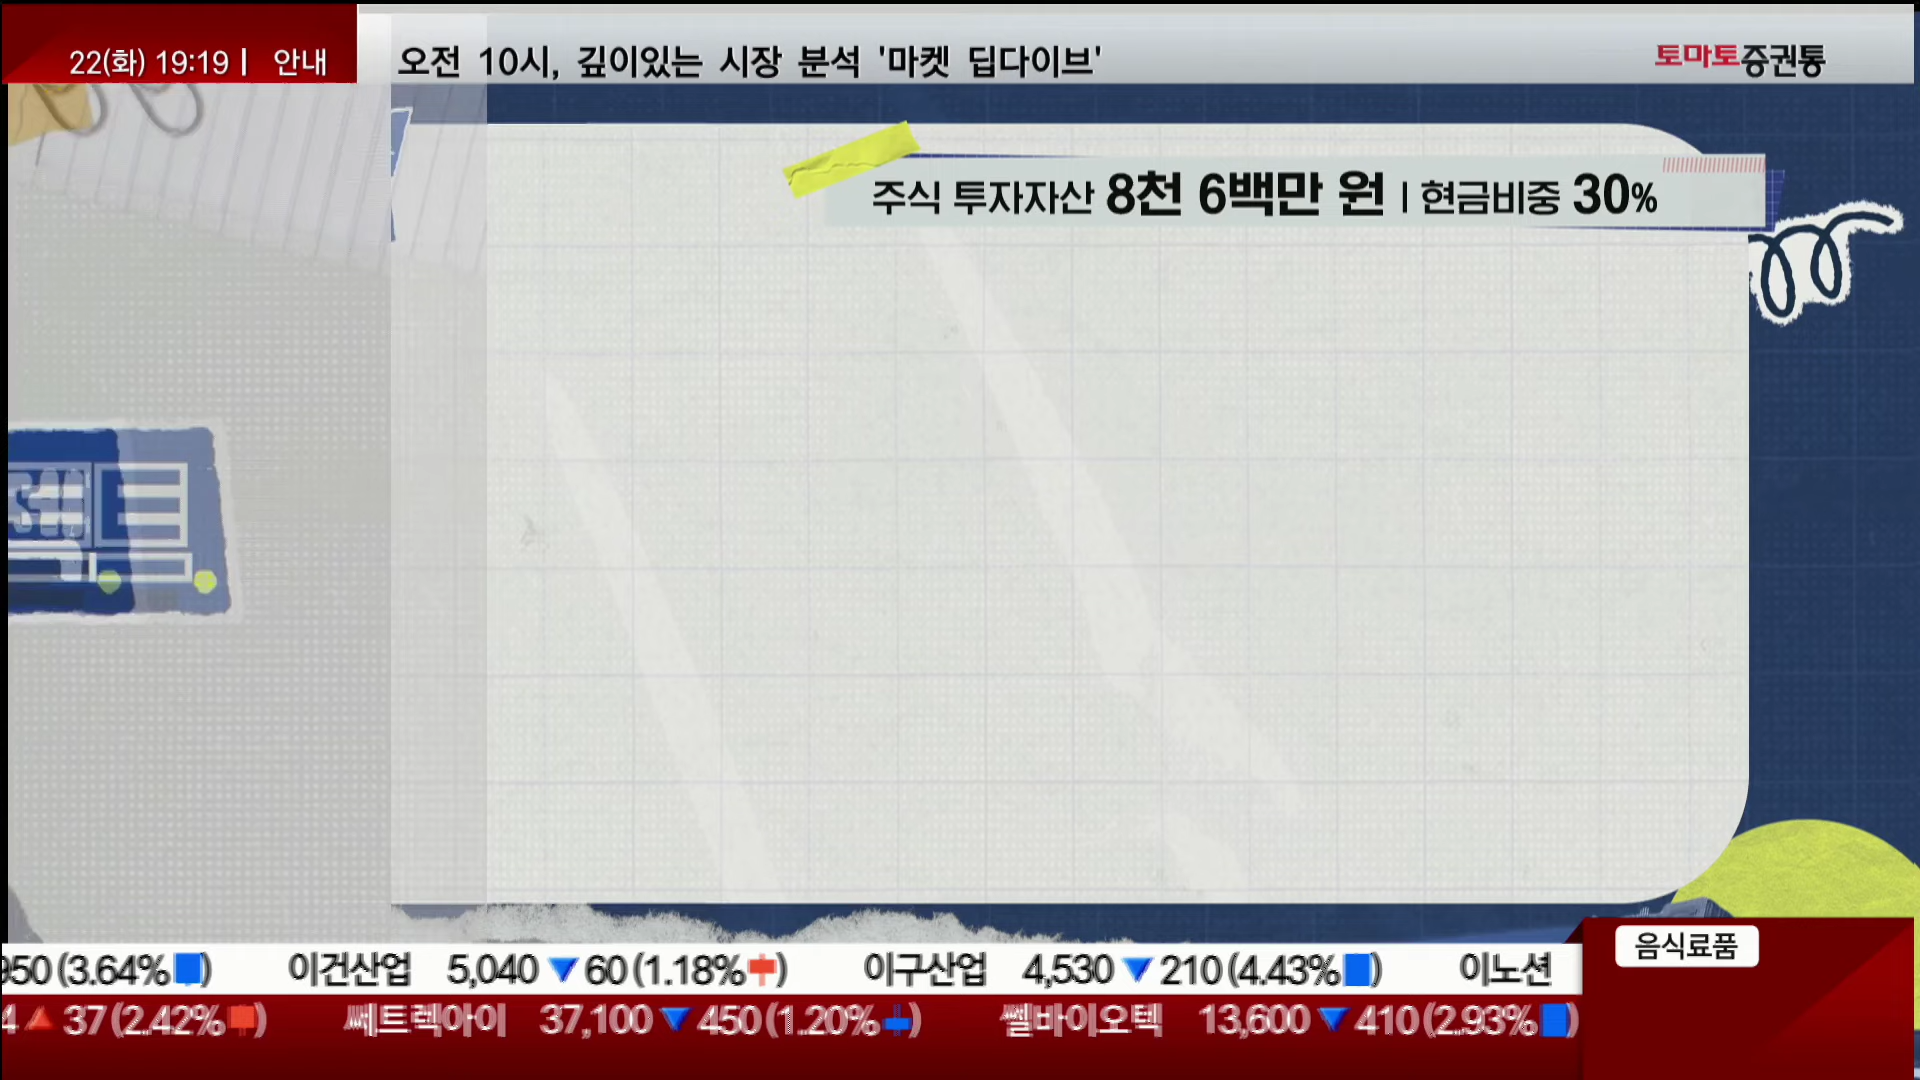 22(화) 19:19 | 안내
오전 10시, 깊이있는 시장 분석 '마켓 딥다이브'
토마토증권통
주식 투자자산 8천 6백만 원 | 현금비중 30%
음식료품
950 (3.64%) 이건산업 5,040 ▼ 60 (1.18%) 이구산업 4,530 ▼ 210 (4.43%) 이노션
4 ▲ 37 (2.42%) 쎄트렉아이 37,100 ▼ 450 (1.20%) 쎌바이오텍 13,600 ▼ 410 (2.93%)